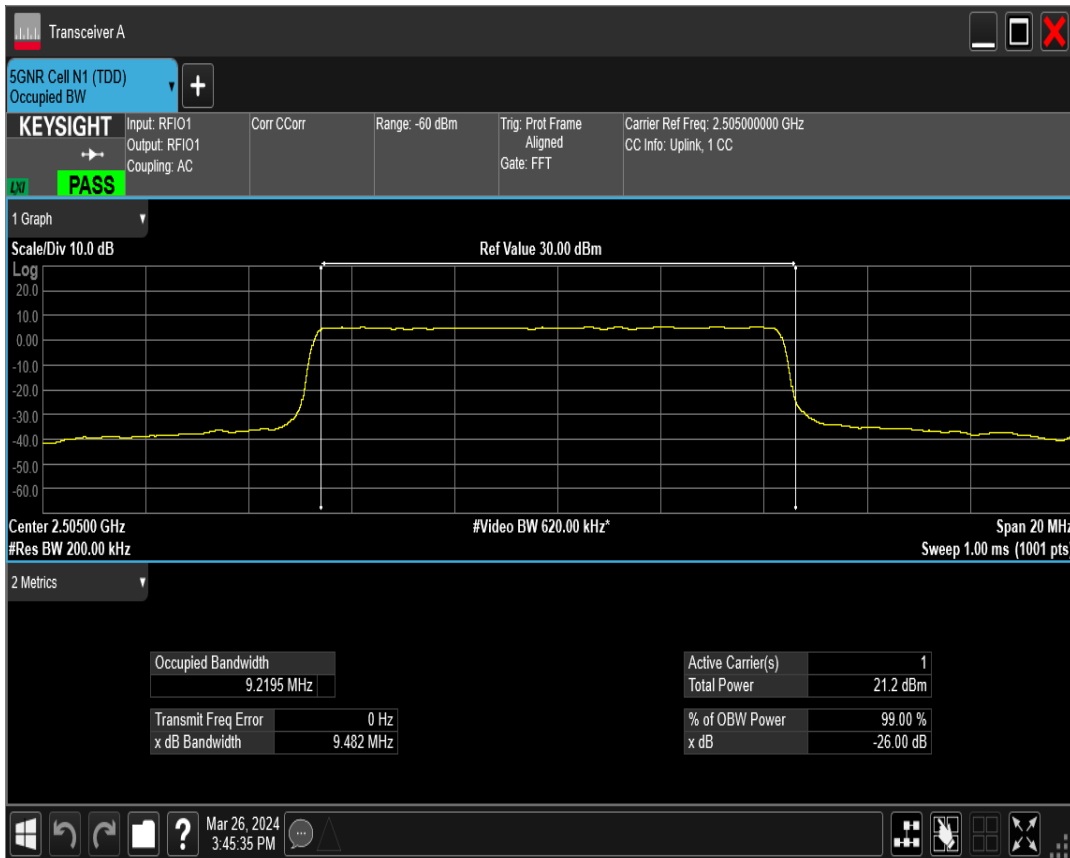 Transceiver A
5GNR Cell N1 (TDD)
Occupied BW
+
KEYSIGHT
LXI
PASS
Input: RFIO1
Output: RFIO1
Coupling: AC
Corr CCorr
Range: -60 dBm
Trig: Prot Frame
Aligned
Gate: FFT
Carrier Ref Freq: 2.505000000 GHz
CC Info: Uplink, 1 CC
1 Graph
Scale/Div 10.0 dB
Ref Value 30.00 dBm
Log
20.0
10.0
0.00
-10.0
-20.0
-30.0
-40.0
-50.0
-60.0
Center 2.50500 GHz
#Video BW 620.00 kHz*
Span 20 MHz
#Res BW 200.00 kHz
Sweep 1.00 ms (1001 pts)
2 Metrics
Occupied Bandwidth
9.2195 MHz
Transmit Freq Error 0 Hz
x dB Bandwidth 9.482 MHz
Active Carrier(s) 1
Total Power 21.2 dBm
% of OBW Power 99.00 %
x dB -26.00 dB
?
Mar 26, 2024
3:45:35 PM